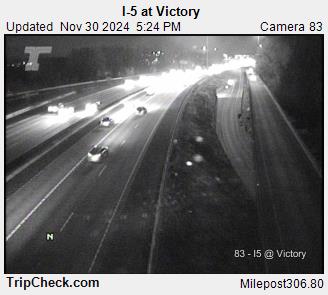 I-5 at Victory
Updated Nov 30 2024 5:24 PM Camera 83
T
N
83 - I5 @ Victory
TripCheck.com Milepost306.80